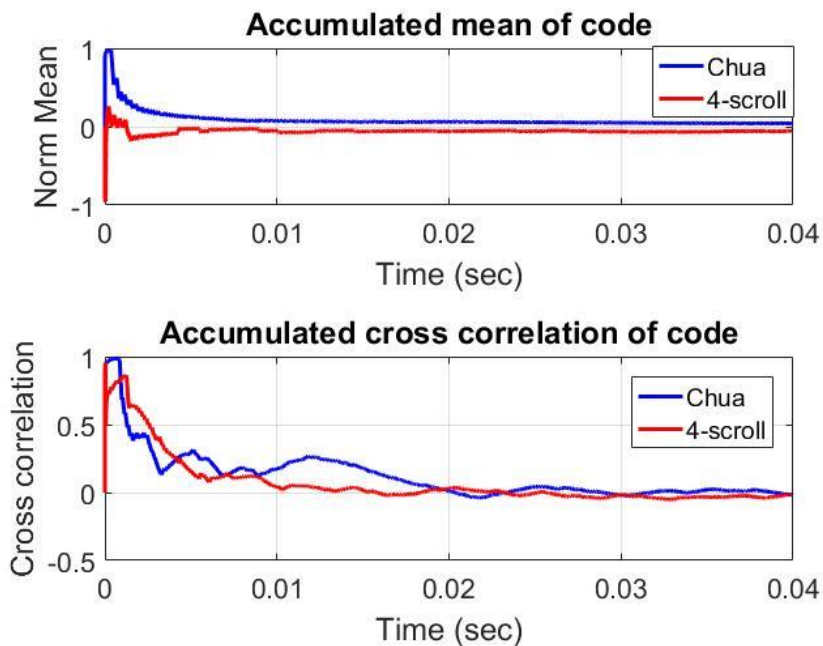 Accumulated mean of code
Norm Mean
1
0
-1
Chua
4-scroll
0
0.01
0.02
0.03
0.04
Time (sec)
Accumulated cross correlation of code
Cross correlation
1
0.5
0
-0.5
Chua
4-scroll
0
0.01
0.02
0.03
0.04
Time (sec)